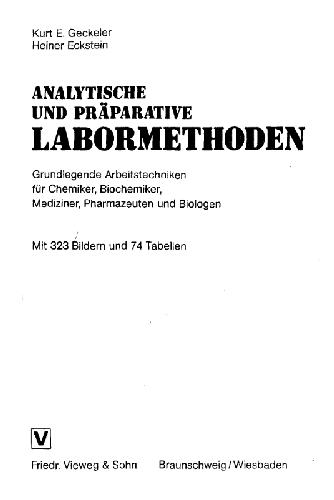 Kurt E. Geckeler
Heiner Eckstein
ANALYTISCHE
UND PRÄPARATIVE
LABORMETHODEN
Grundlegende Arbeitstechniken
für Chemiker, Biochemiker,
Mediziner, Pharmazeuten und Biologen
Mit 323 Bildern und 74 Tabellen
V
Friedr. Vieweg & Sohn Braunschweig/Wiesbaden